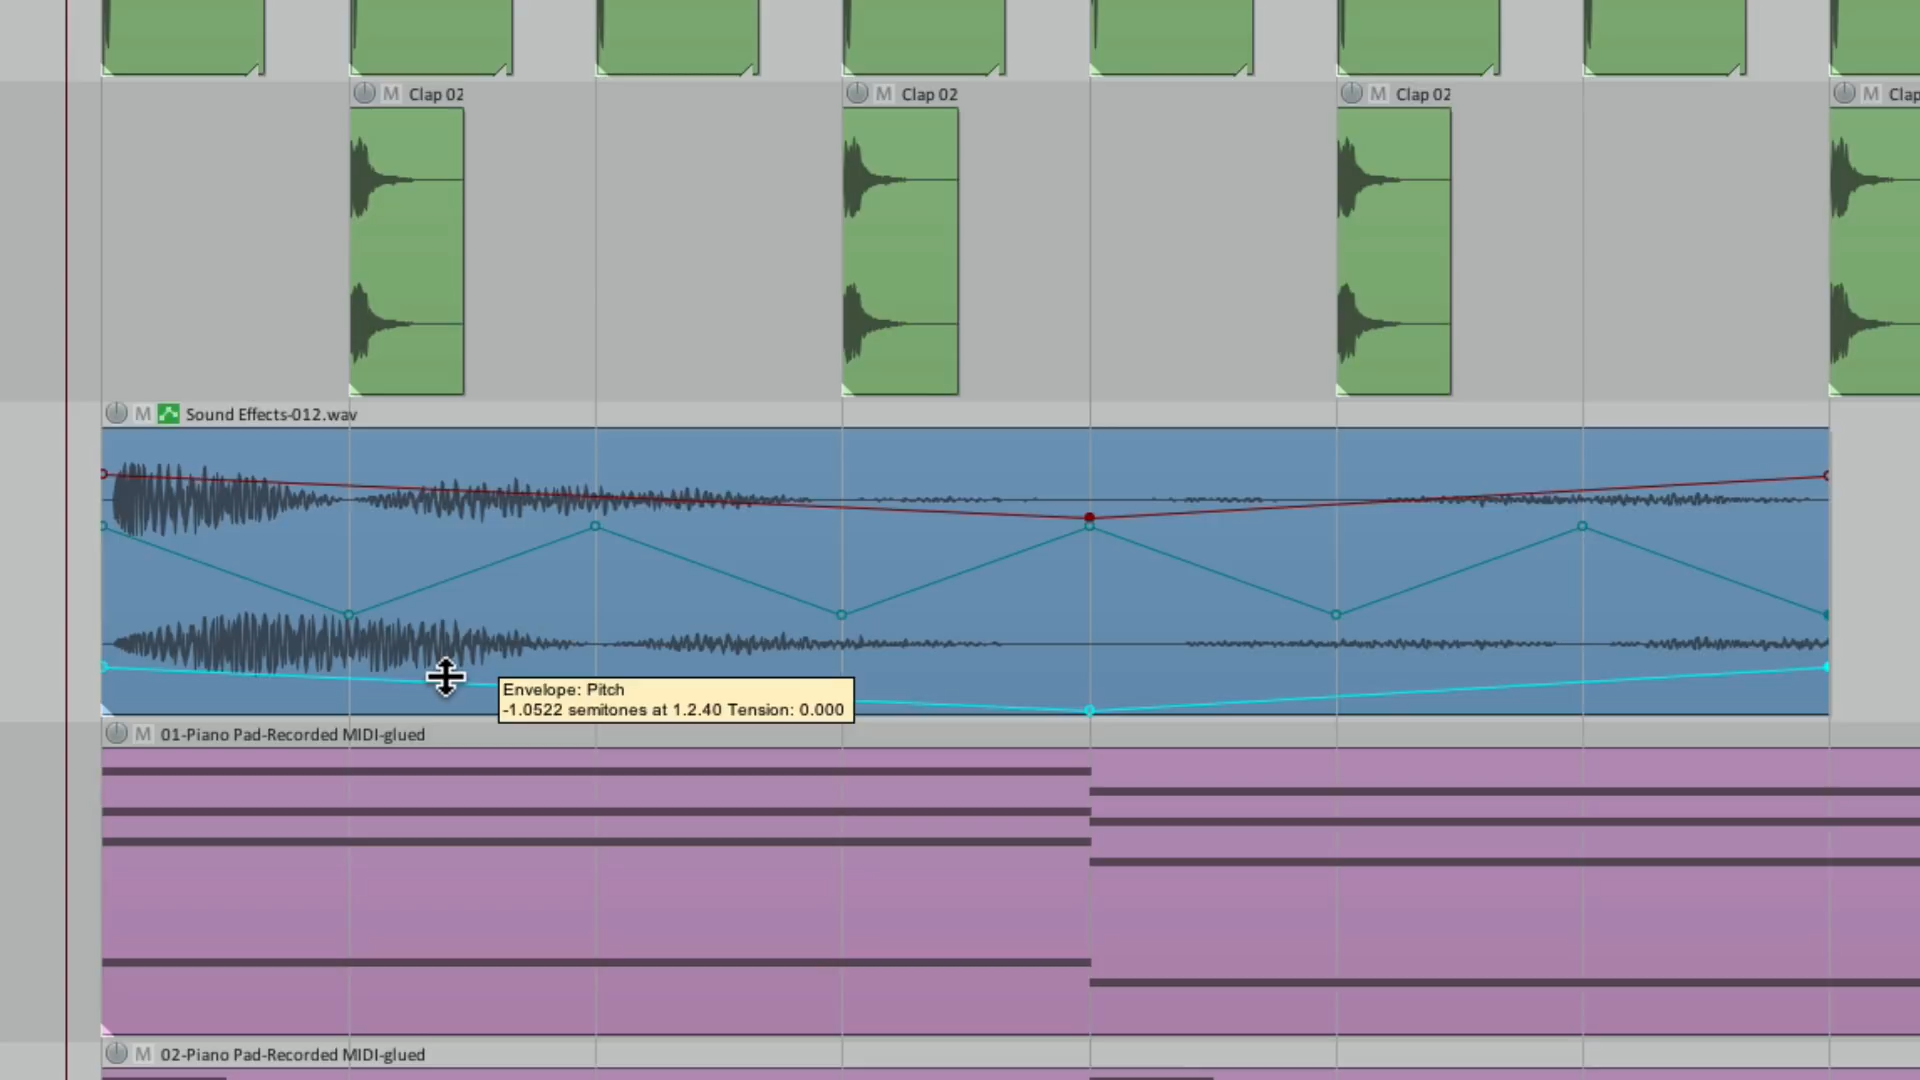 M Clap 02
M Clap 02
M Clap 02
M Clap
M Sound Effects-012.wav
Envelope: Pitch
-1.0522 semitones at 1.2.40 Tension: 0.000
M 01-Piano Pad-Recorded MIDI-glued
M 02-Piano Pad-Recorded MIDI-glued